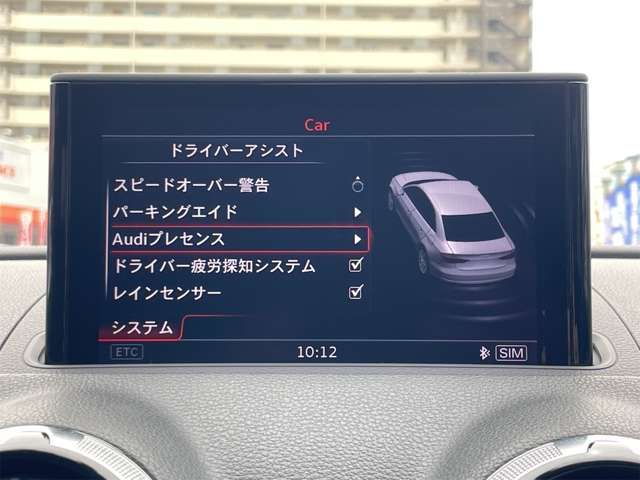 Car
ドライバーアシスト
スピードオーバー警告
パーキングエイド
Audiプレセンス
ドライバー疲労探知システム
レインセンサー
システム
ETC 10:12 SIM